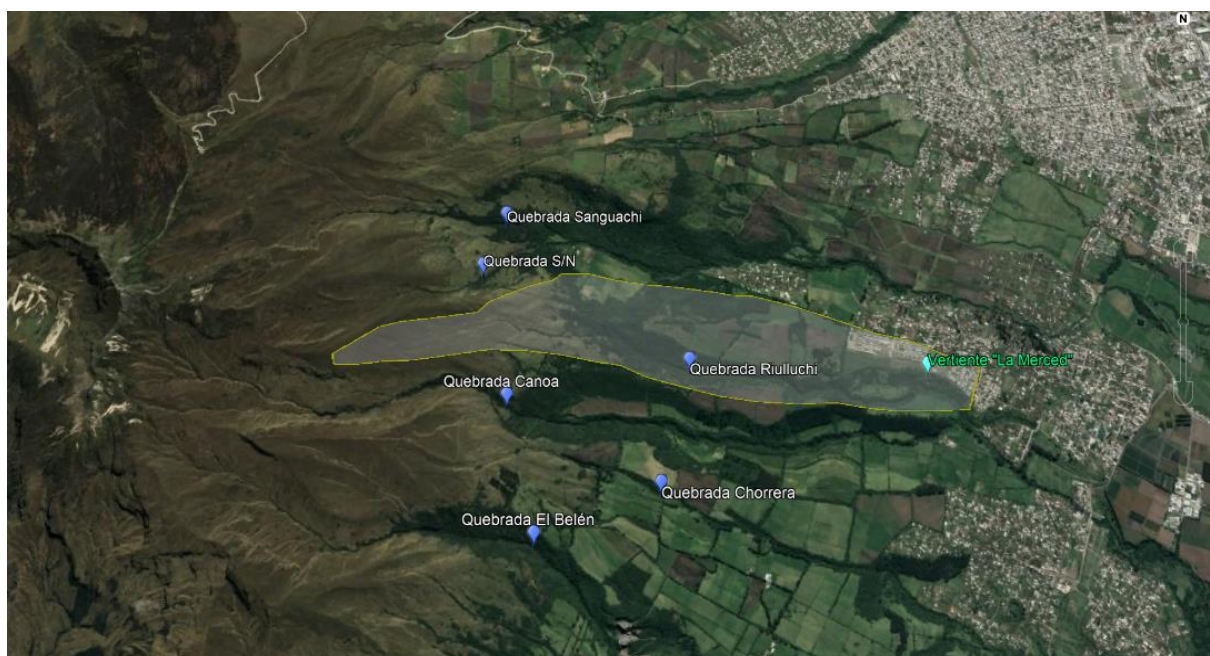 N
Quebrada Sanguachi
Quebrada S/N
Vertiente "La Merced"
Quebrada Riulluchi
Quebrada Canoa
Quebrada Chorrera
Quebrada El Belén